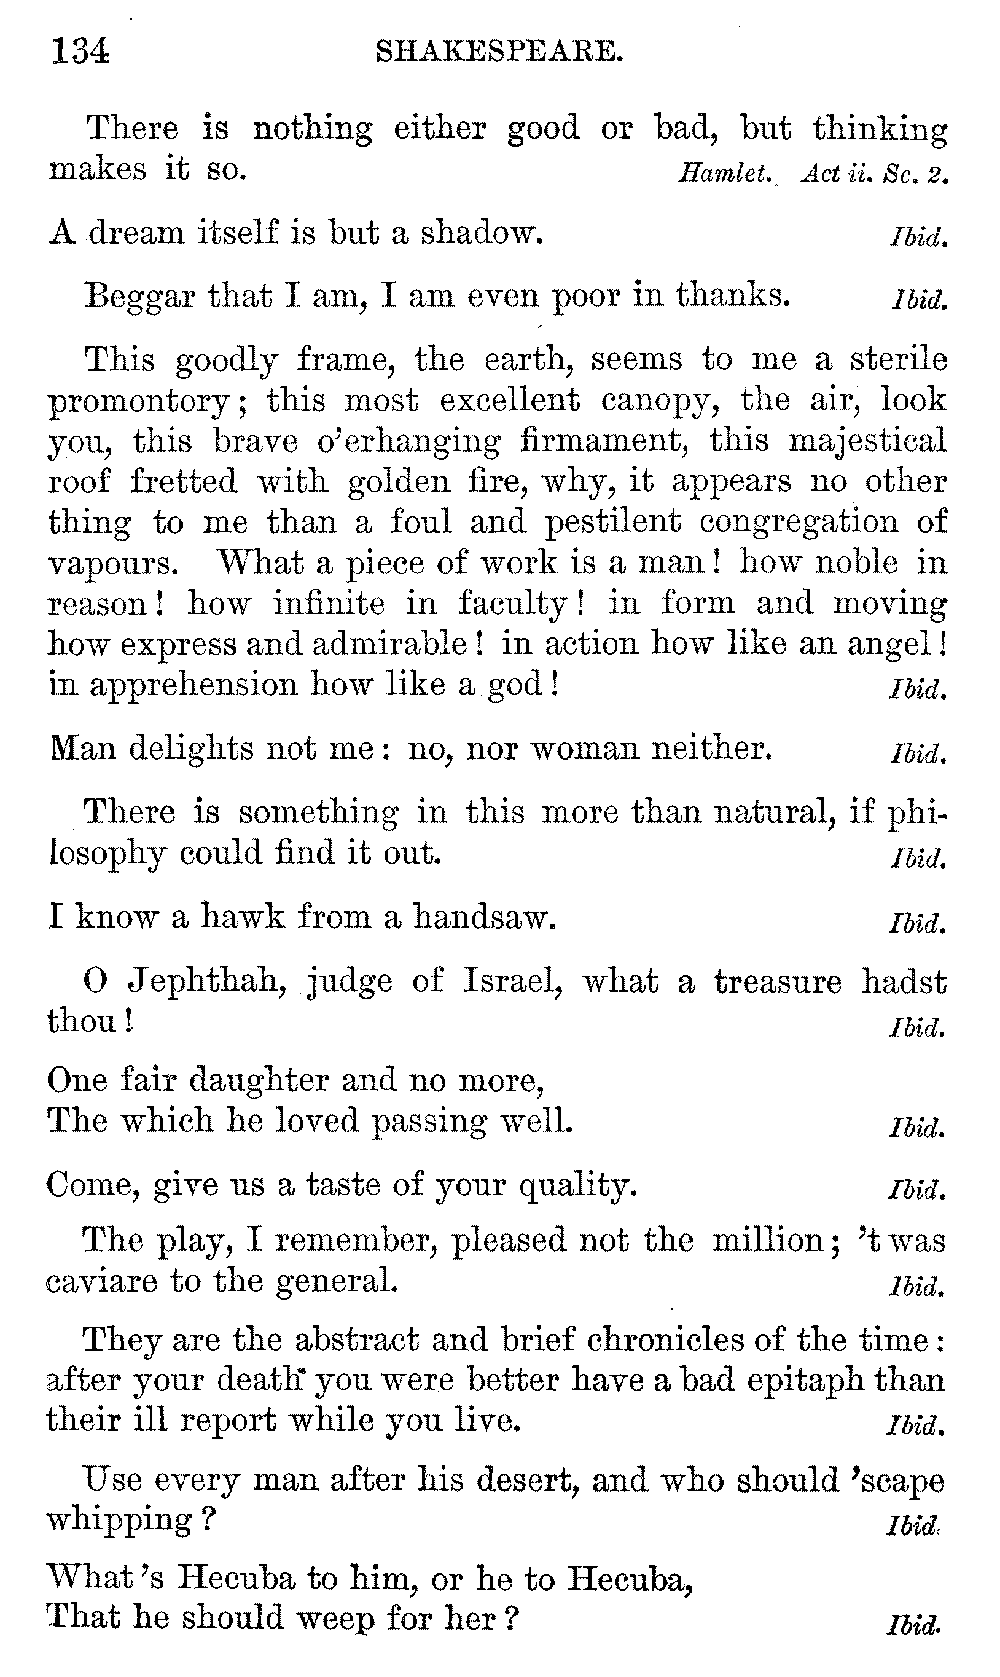 134 SHAKESPEARE.
There is nothing either good or bad, but thinking
makes it so. Hamlet. Act ii. Sc. 2.
A dream itself is but a shadow. Ibid.
Beggar that I am, I am even poor in thanks. Ibid.
This goodly frame, the earth, seems to me a sterile
promontory; this most excellent canopy, the air, look
you, this brave o'erhanging firmament, this majestical
roof fretted with golden fire, why, it appears no other
thing to me than a foul and pestilent congregation of
vapours. What a piece of work is a man! how noble in
reason! how infinite in faculty! in form and moving
how express and admirable! in action how like an angel!
in apprehension how like a god! Ibid.
Man delights not me: no, nor woman neither. Ibid.
There is something in this more than natural, if phi-
losophy could find it out. Ibid.
I know a hawk from a handsaw. Ibid.
O Jephthah, judge of Israel, what a treasure hadst
thou! Ibid.
One fair daughter and no more,
The which he loved passing well. Ibid.
Come, give us a taste of your quality. Ibid.
The play, I remember, pleased not the million; 't was
caviare to the general. Ibid.
They are the abstract and brief chronicles of the time:
after your death you were better have a bad epitaph than
their ill report while you live. Ibid.
Use every man after his desert, and who should 'scape
whipping? Ibid.
What's Hecuba to him, or he to Hecuba,
That he should weep for her? Ibid.